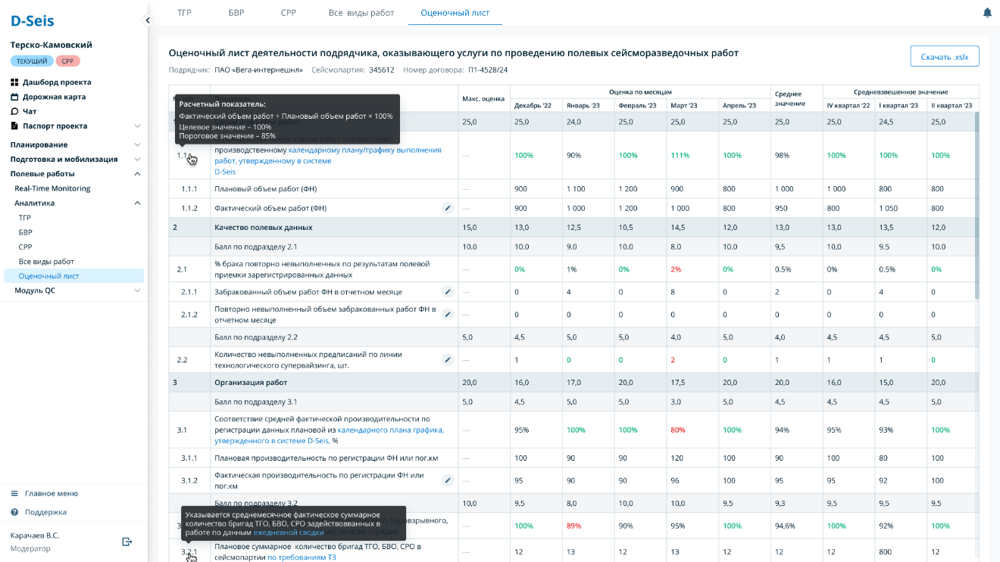 D-Seis
Терско-Камовский
ТЕКУЩИЙ
СРР
Дашборд проекта
Дорожная карта
Чат
Паспорт проекта
Планирование
Подготовка и мобилизация
Полевые работы
Real-Time Monitoring
Аналитика
ТГР
БВР
СРР
Все виды работ
Оценочный лист
Модуль QC
Главное меню
Поддержка
Карачаев В.С.
Модератор
ТГР БВР СРР Все виды работ Оценочный лист
Оценочный лист деятельности подрядчика, оказывающего услуги по проведению полевых сейсморазведочных работ
Скачать .xslx
Подрядчик: ПАО «Вега-интернешнл» Сейсмопартия: 345612 Номер договора: П1-4528/24
Макс. оценка Оценка по месяцам Среднее значение Средневзвешенное значение
Декабрь '22 Январь '23 Февраль '23 Март '23 Апрель '23 IV квартал '22 I квартал '23 II квартал '23
Расчетный показатель:
Фактический объем работ ÷ Плановый объем работ × 100%
Целевое значение – 100%
Пороговое значение – 85%
25,0 25,0 24,0 25,0 25,0 25,0 25,0 25,0 24,5 25,0
производственному календарному плану/графику выполнения
работ, утвержденному в системе
D-Seis
1.1 — 100% 90% 100% 111% 100% 98% 100% 100% 100%
1.1.1 Плановый объем работ (ФН) — 900 1 100 1 200 900 800 1 000 1 000 800 800
1.1.2 Фактический объем работ (ФН) — 900 1 000 1 200 1 000 800 950 800 1 050 800
2 Качество полевых данных 15,0 13,0 12,5 10,5 14,5 12,0 13,0 13,0 13,5 12,0
Балл по подразделу 2.1 10.0 10.0 9.0 10.0 8.0 10.0 9,5 10,0 9.5 10.0
2.1 % брака повторно невыполненных по результатам полевой
приемки зарегистрированных данных — 0% 1% 0% 2% 0% 0.5% 0% 0.5% 0%
2.1.1 Забракованный объем работ ФН в отчетном месяце — 0 4 0 8 0 2 0 4 0
2.1.2 Повторно невыполненный объем забракованных работ ФН в
отчетном месяце — 0 0 0 0 0 0 0 0 0
Балл по подразделу 2.2 5,0 4,5 5,0 5,0 4,0 5,0 4,0 4,5 4,5 5,0
2.2 Количество невыполненных предписаний по линии
технологического супервайзинга, шт. — 1 0 0 2 0 1 1 1 0
3 Организация работ 20,0 16,0 17,0 20,0 17,5 20,0 20,0 16,0 15,0 20,0
Балл по подразделу 3.1 5,0 4,5 5,0 5,0 3,0 5,0 4,5 4,5 4,5 5,0
3.1 Соответствие средней фактической производительности по
регистрации данных плановой из календарного плана графика,
утвержденного в системе D-Seis, % — 95% 100% 100% 80% 100% 94% 95% 93% 100%
3.1.1 Плановая производительность по регистрации ФН или пог.км — 100 90 90 120 100 90 100 80 100
3.1.2 Фактическая производительность по регистрации ФН или
пог.км — 95 90 90 96 100 95 95 92 100
Балл по подразделу 3.2 10,0 9,5 8,0 10,0 10,0 9,5 9,3 9,5 9,5 9,5
Указывается среднемесячное фактическое суммарное
количество бригад ТГО, БВО, СРО задействовванных в
работе по данным ежедневной сводки
буровзрывного,
— 100% 89% 90% 95% 100% 94,6% 100% 92% 100%
3.2.1 Плановое суммарное количество бригад ТГО, БВО, СРО в
сейсмопартии по требованиям ТЗ — 12 800 13 13 12 12 12 800 12